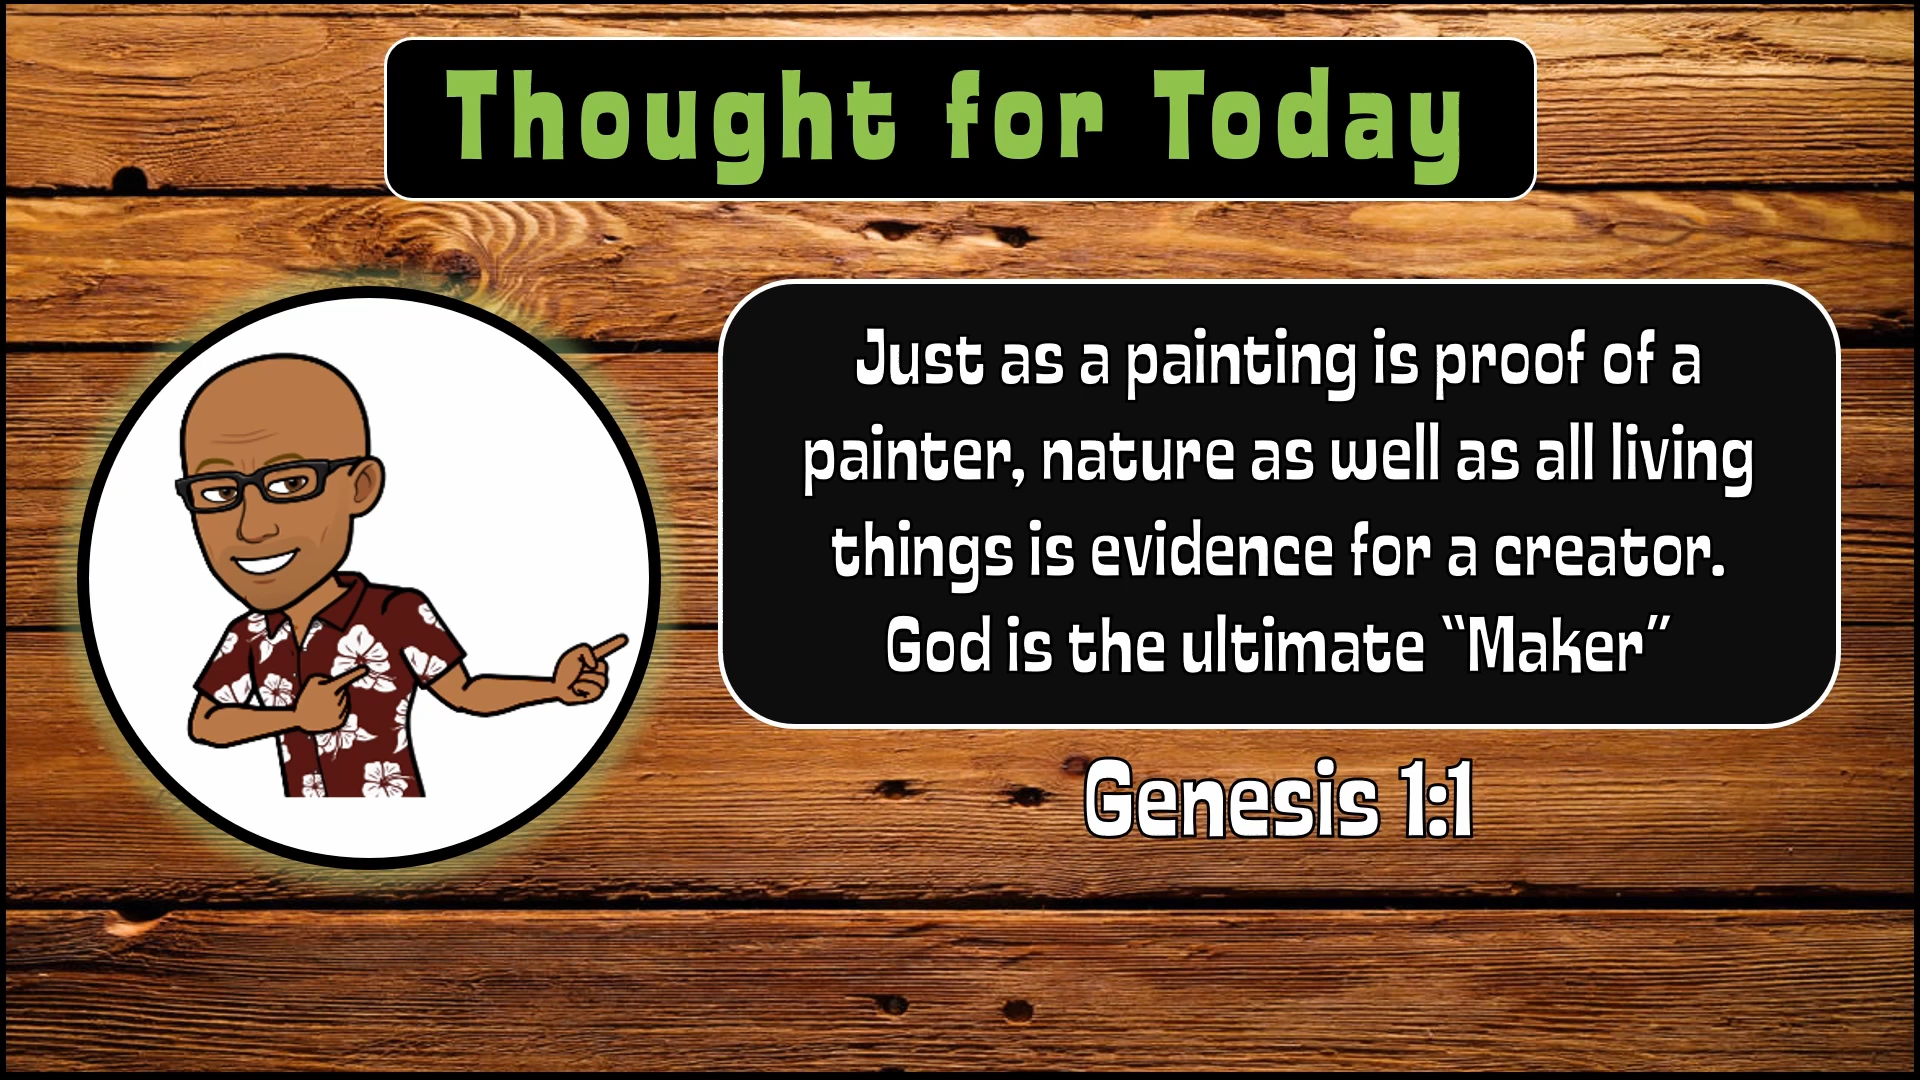 Thought for Today
Just as a painting is proof of a
painter, nature as well as all living
things is evidence for a creator.
God is the ultimate “Maker”
Genesis 1:1